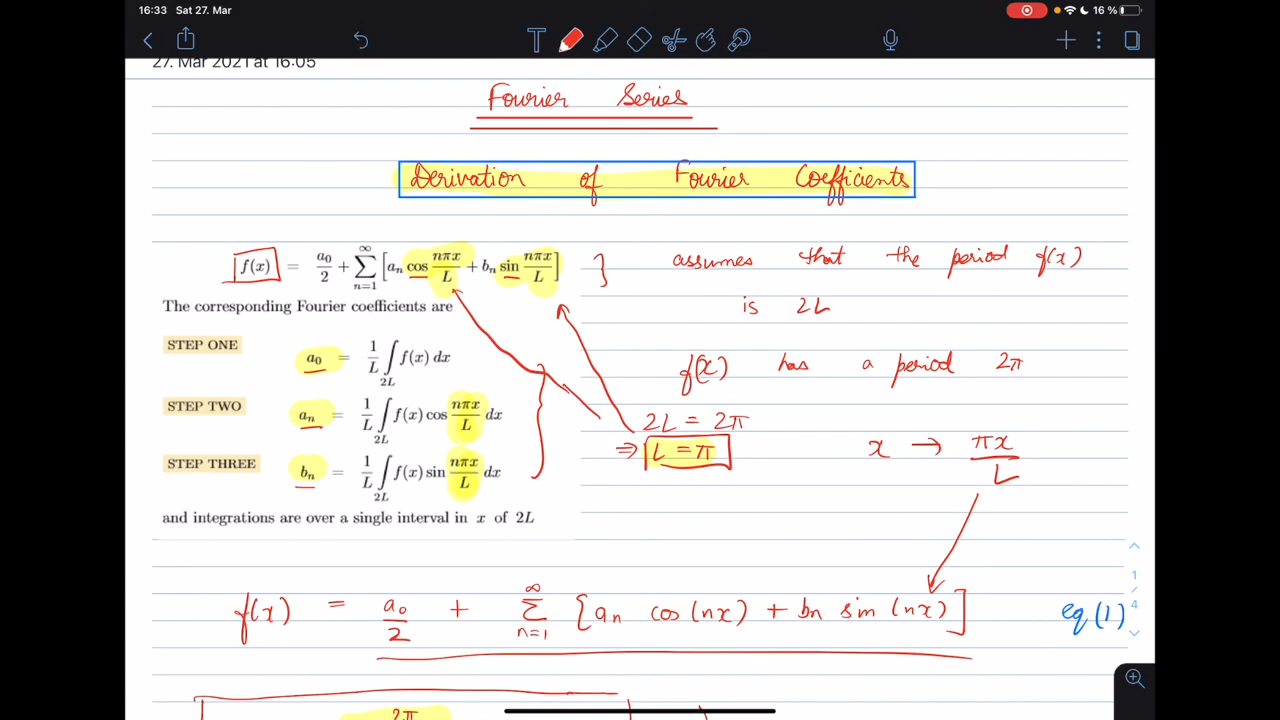 16:33 Sat 27. Mar
16 %
27. Mar 2021 at 16:05
Fourier Series
Derivation of Fourier Coefficients
f(x) = a₀/2 + ∑_{n=1}^{∞} [aₙ cos nπx/L + bₙ sin nπx/L] } assumes that the period f(x)
is 2L
The corresponding Fourier coefficients are
STEP ONE a₀ = 1/L ∫_{2L} f(x) dx
f(x) has a period 2π
STEP TWO aₙ = 1/L ∫_{2L} f(x) cos nπx/L dx
2L = 2π
⇒ L = π
x → πx/L
STEP THREE bₙ = 1/L ∫_{2L} f(x) sin nπx/L dx
and integrations are over a single interval in x of 2L
f(x) = a₀/2 + ∑_{n=1}^{∞} [aₙ cos (nx) + bₙ sin (nx)] eq(1)
1
/
4
2π